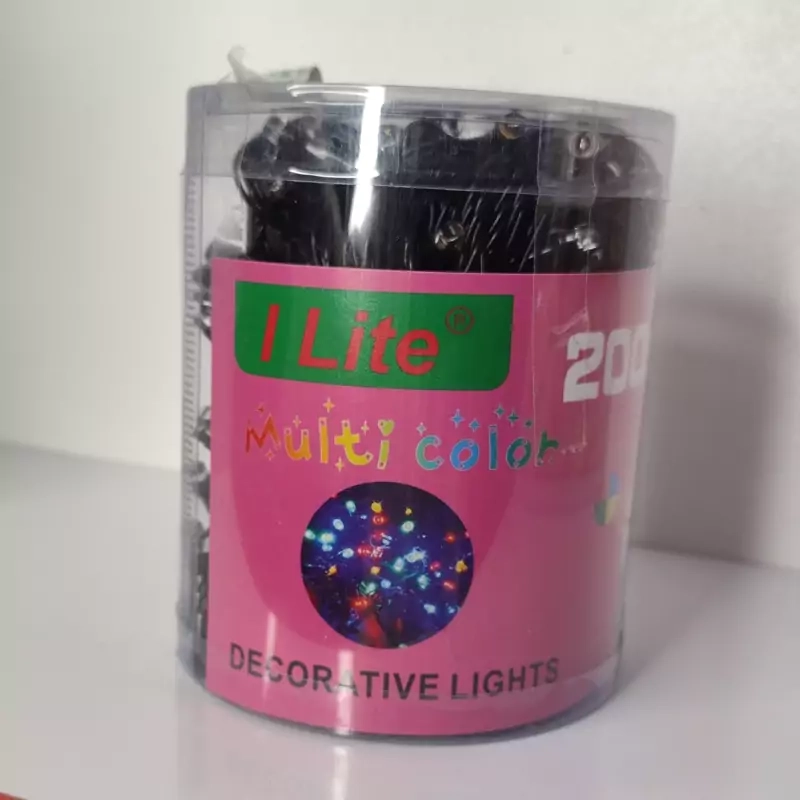 I Lite®
200
Multi color
DECORATIVE LIGHTS